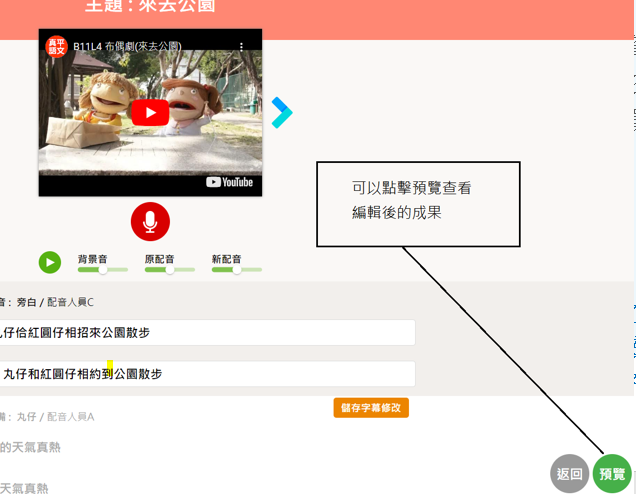 主題 : 來去公園
真平
語文
B11L4 布偶劇(來去公園)
YouTube
可以點擊預覽查看
編輯後的成果
背景音
原配音
新配音
音 : 旁白 / 配音人員C
仔佮紅圓仔相招來公園散步
丸仔和紅圓仔相約到公園散步
儲存字幕修改
備 : 丸仔 / 配音人員A
的天氣真熱
天氣真熱
返回
預覽